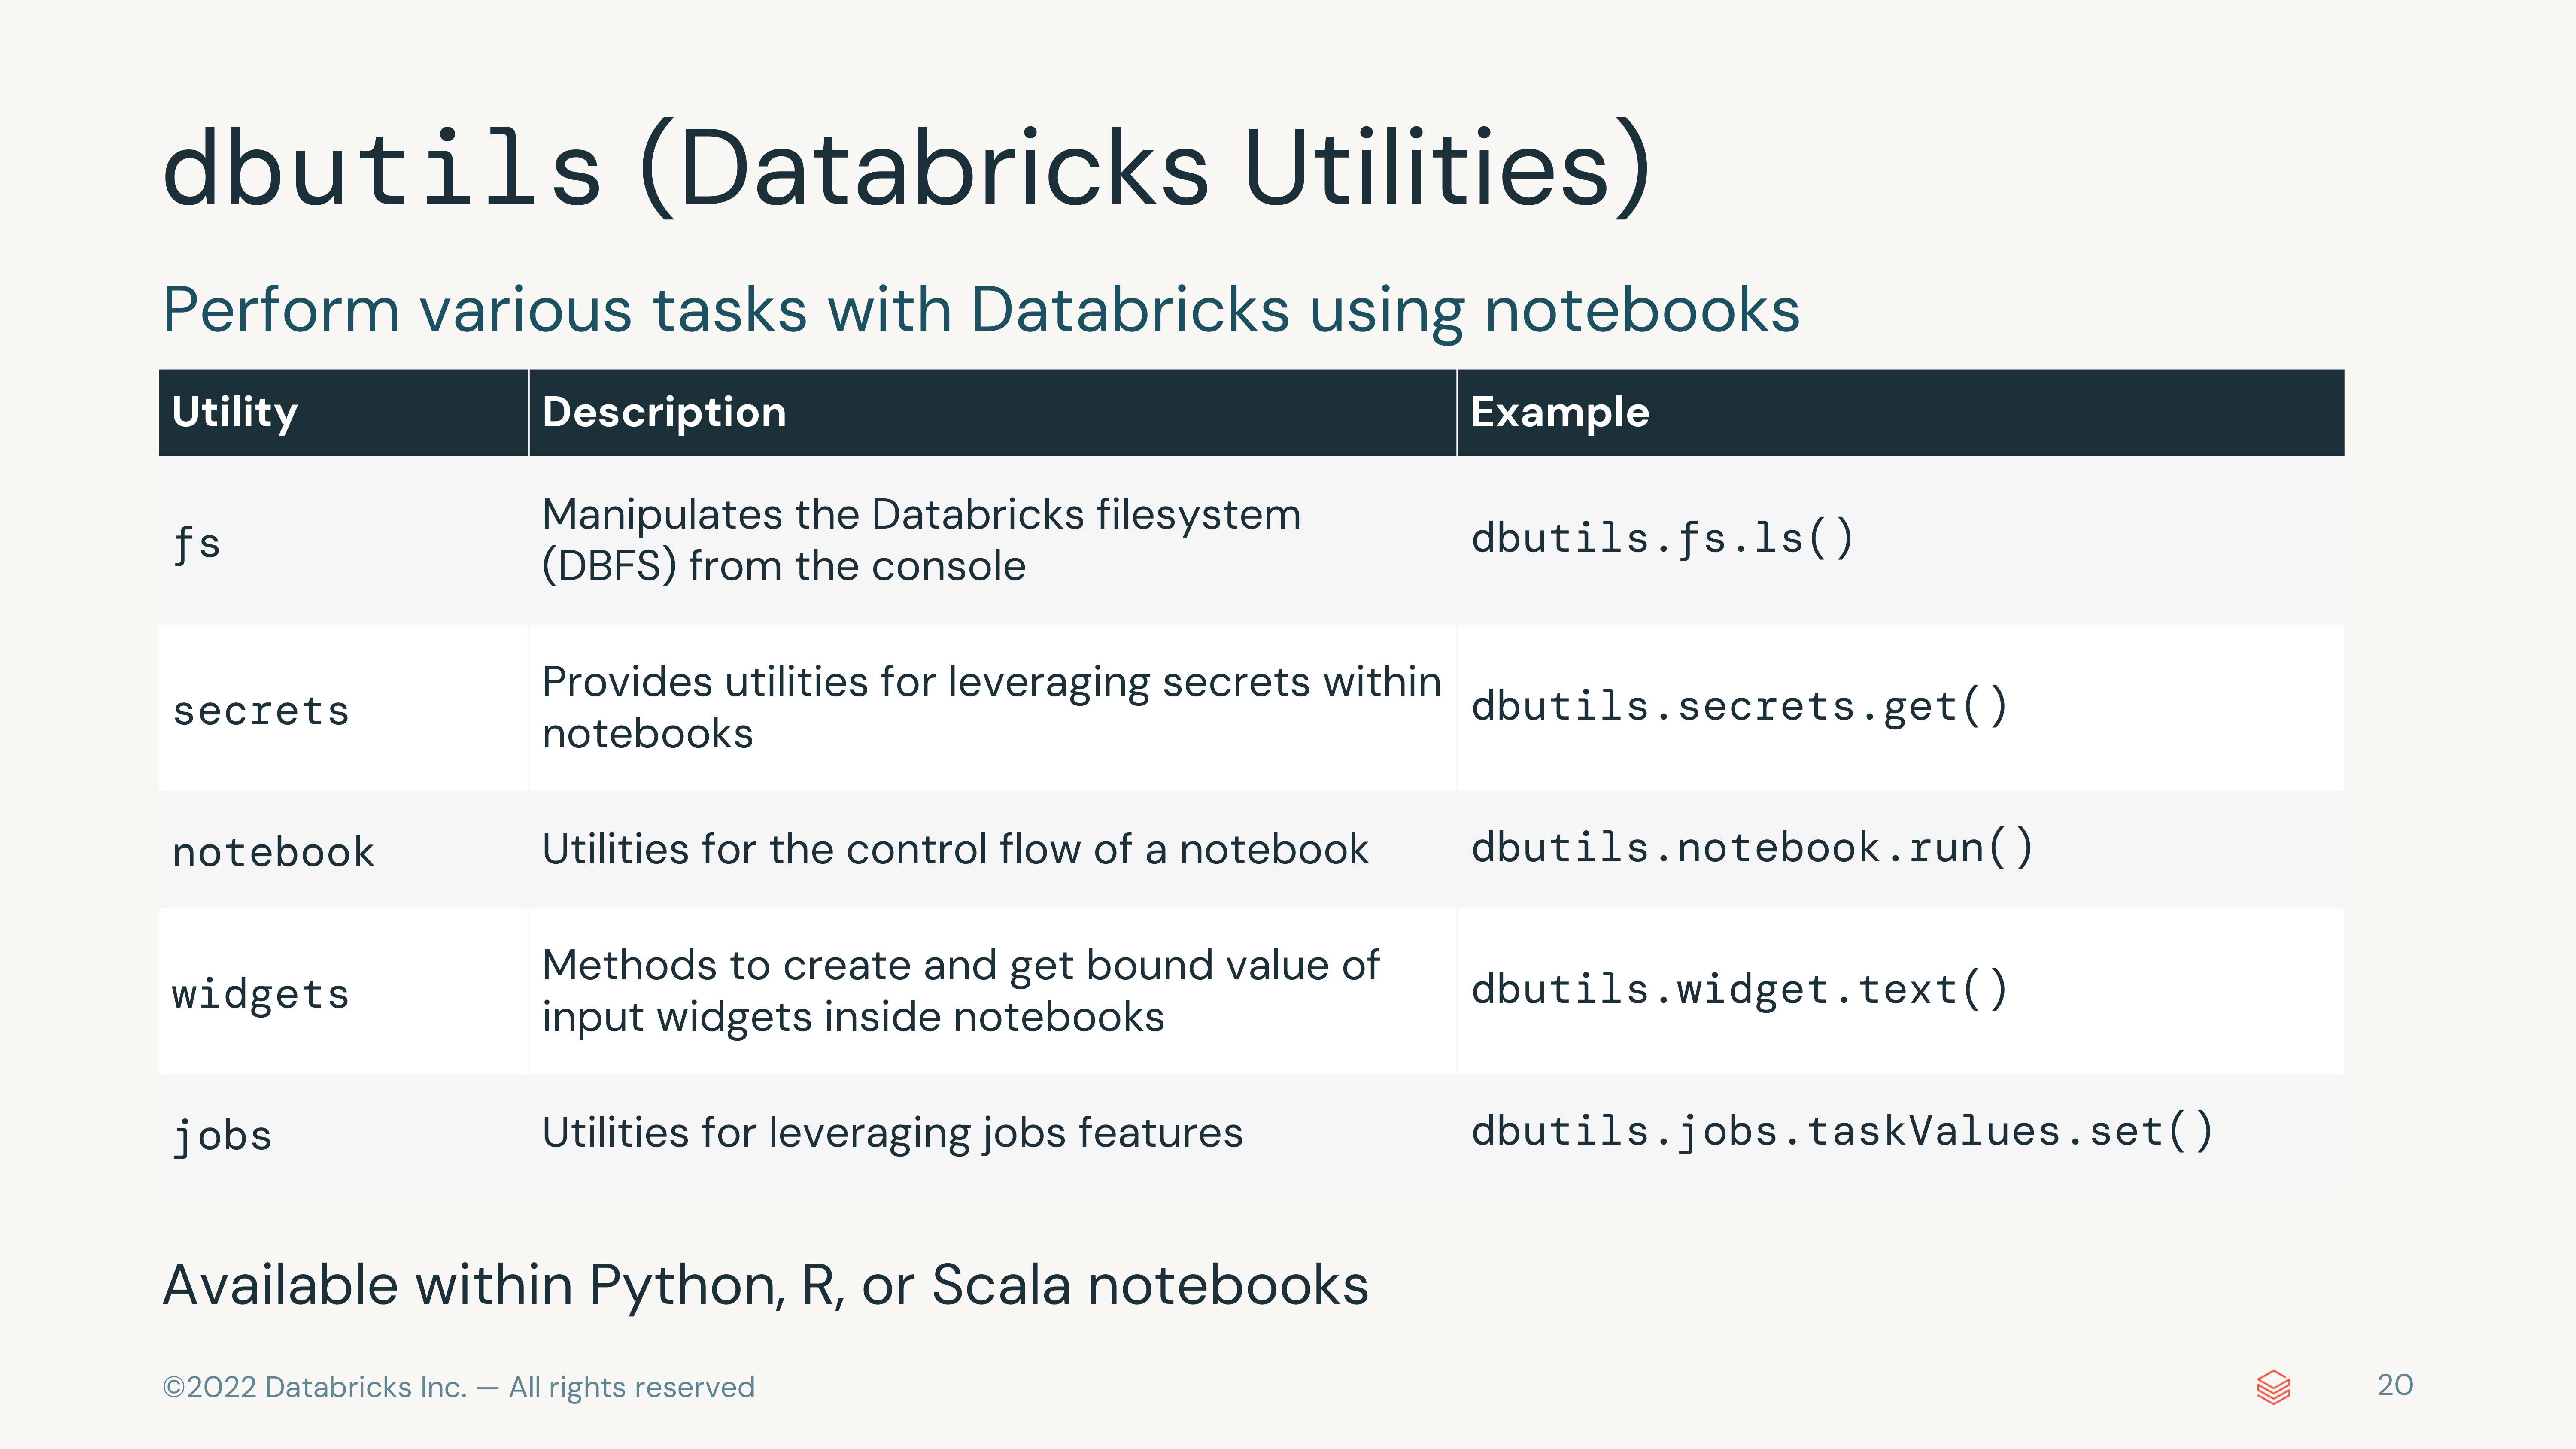 dbutils (Databricks Utilities)
Perform various tasks with Databricks using notebooks
Utility Description Example
fs Manipulates the Databricks filesystem (DBFS) from the console dbutils.fs.ls()
secrets Provides utilities for leveraging secrets within notebooks dbutils.secrets.get()
notebook Utilities for the control flow of a notebook dbutils.notebook.run()
widgets Methods to create and get bound value of input widgets inside notebooks dbutils.widget.text()
jobs Utilities for leveraging jobs features dbutils.jobs.taskValues.set()
Available within Python, R, or Scala notebooks
©2022 Databricks Inc. — All rights reserved
20